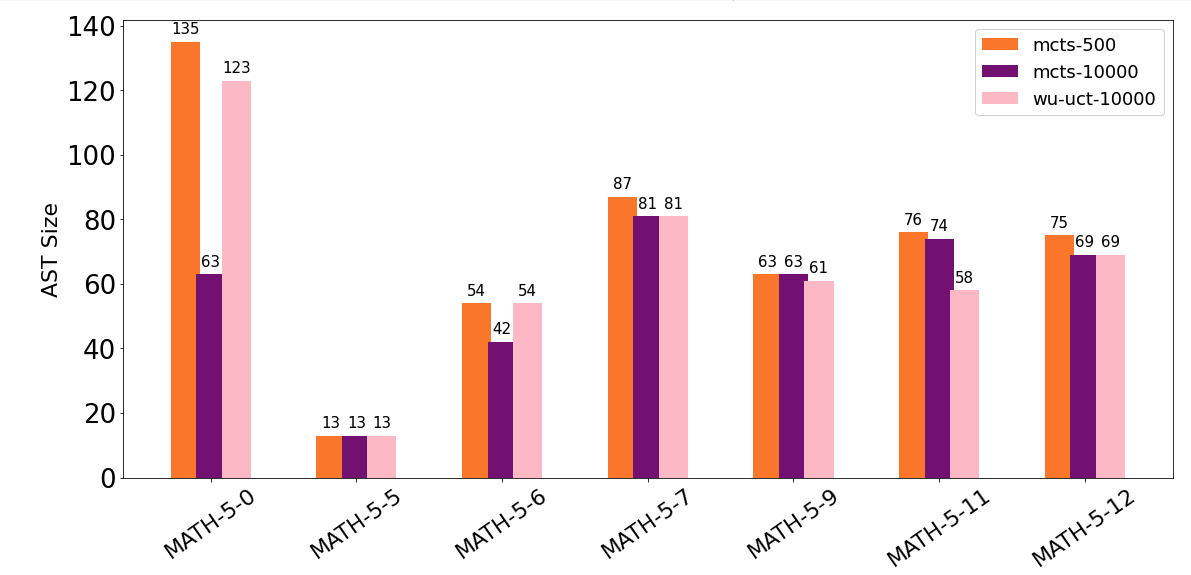 140
120
100
80
60
40
20
0
AST Size
mcts-500
mcts-10000
wu-uct-10000
135
63
123
13 13 13
54
42
54
87
81
81
63 63
61
76
74
58
75
69
69
MATH-5-0
MATH-5-5
MATH-5-6
MATH-5-7
MATH-5-9
MATH-5-11
MATH-5-12